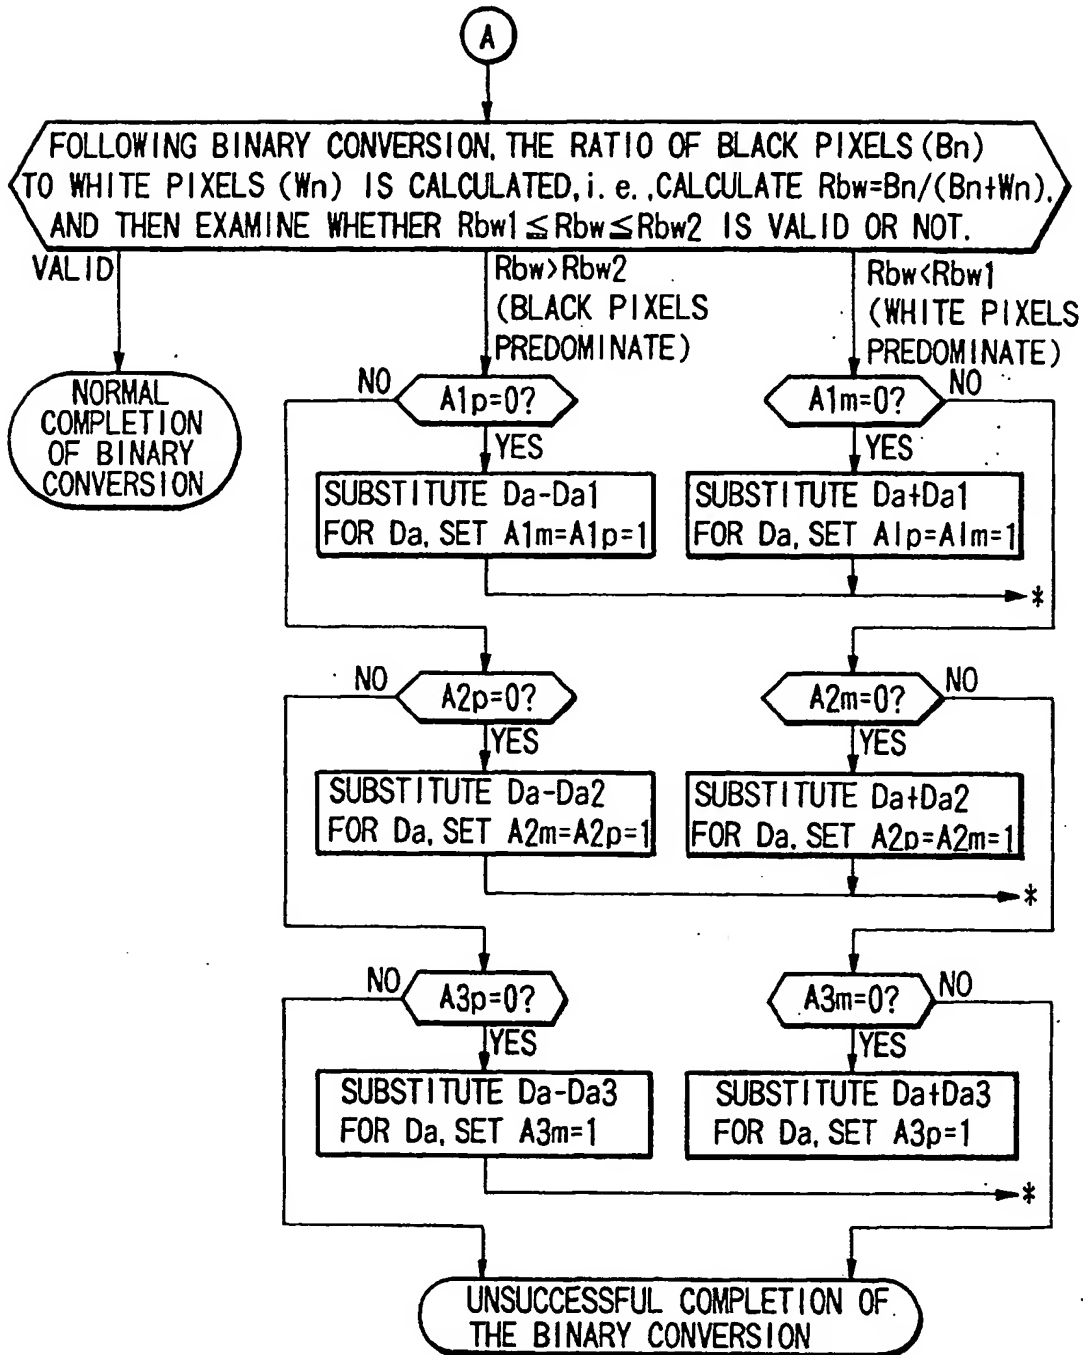 A
FOLLOWING BINARY CONVERSION, THE RATIO OF BLACK PIXELS (Bn)
TO WHITE PIXELS (Wn) IS CALCULATED, i.e., CALCULATE Rbw=Bn/(Bn+Wn),
AND THEN EXAMINE WHETHER Rbw1≦Rbw≦Rbw2 IS VALID OR NOT.
VALID
Rbw>Rbw2
(BLACK PIXELS
PREDOMINATE)
Rbw<Rbw1
(WHITE PIXELS
PREDOMINATE)
NORMAL
COMPLETION
OF BINARY
CONVERSION
NO
A1p=0?
YES
A1m=0?
NO
YES
SUBSTITUTE Da-Da1
FOR Da, SET A1m=A1p=1
SUBSTITUTE Da+Da1
FOR Da, SET A1p=A1m=1
*
NO
A2p=0?
YES
A2m=0?
NO
YES
SUBSTITUTE Da-Da2
FOR Da, SET A2m=A2p=1
SUBSTITUTE Da+Da2
FOR Da, SET A2p=A2m=1
*
NO
A3p=0?
YES
A3m=0?
NO
YES
SUBSTITUTE Da-Da3
FOR Da, SET A3m=1
SUBSTITUTE Da+Da3
FOR Da, SET A3p=1
*
UNSUCCESSFUL COMPLETION OF
THE BINARY CONVERSION